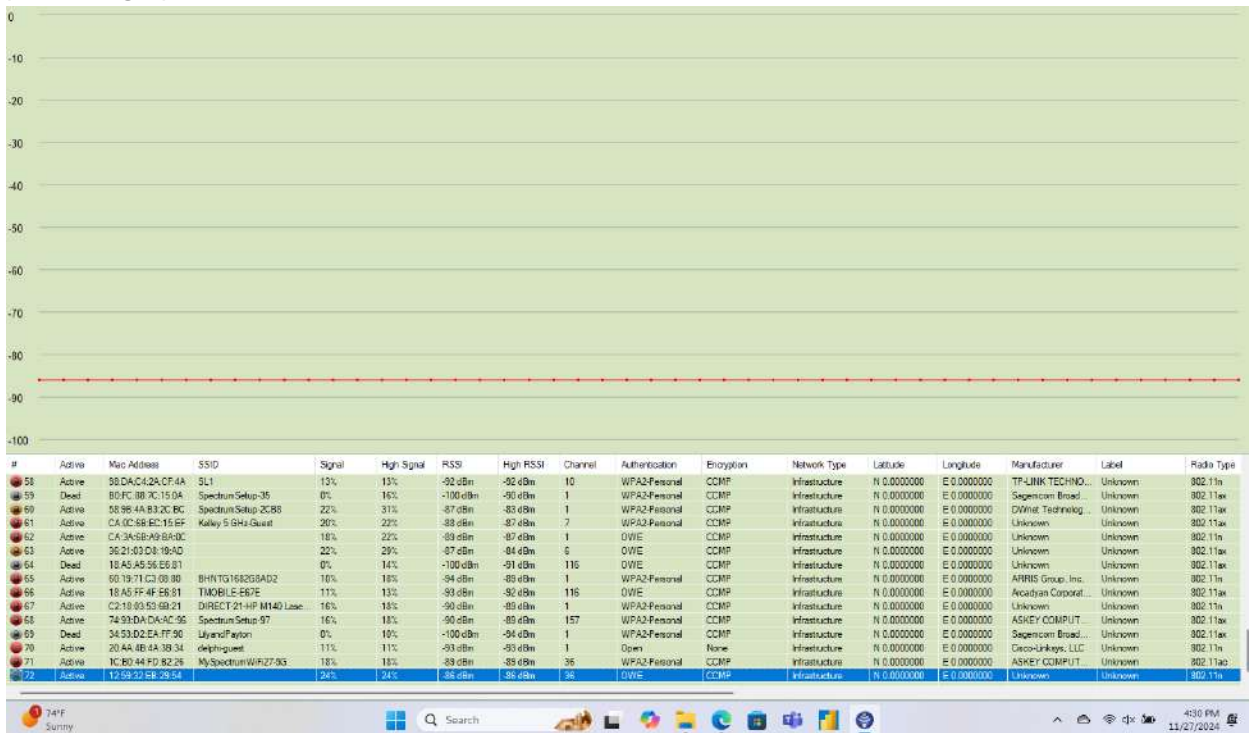 0
-10
-20
-30
-40
-50
-60
-70
-80
-90
-100
# Active Mac Address SSID Signal High Signal RSSI High RSSI Channel Authentication Encryption Network Type Latitude Longitude Manufacturer Label Radio Type
58 Active 98:DA:C4:2A:CF:4A SL1 13% 13% -92 dBm -92 dBm 10 WPA2-Personal CCMP Infrastructure N 0.0000000 E 0.0000000 TP-LINK TECHNO... Unknown 802.11n
59 Dead B0:FC:88:7C:15:0A SpectrumSetup-35 0% 16% -100 dBm -90 dBm 1 WPA2-Personal CCMP Infrastructure N 0.0000000 E 0.0000000 Sagemcom Broad... Unknown 802.11ax
60 Active 58:96:4A:B3:2C:BC SpectrumSetup-2CB8 22% 31% -87 dBm -83 dBm 1 WPA2-Personal CCMP Infrastructure N 0.0000000 E 0.0000000 DWnet Technolog... Unknown 802.11ax
61 Active CA:0C:6B:EC:15:EF Kelley 5 GHz-Guest 20% 22% -88 dBm -87 dBm 7 WPA2-Personal CCMP Infrastructure N 0.0000000 E 0.0000000 Unknown Unknown 802.11ax
62 Active CA:3A:6B:A9:BA:0C 18% 22% -89 dBm -87 dBm 1 OWE CCMP Infrastructure N 0.0000000 E 0.0000000 Unknown Unknown 802.11ax
63 Active 36:21:03:D8:19:AD 22% 29% -87 dBm -84 dBm 6 OWE CCMP Infrastructure N 0.0000000 E 0.0000000 Unknown Unknown 802.11ax
64 Dead 18:A5:A5:56:E6:81 0% 14% -100 dBm -91 dBm 116 OWE CCMP Infrastructure N 0.0000000 E 0.0000000 Unknown Unknown 802.11ax
65 Active 60:19:71:C3:08:80 BHNTG1682G8AD2 10% 18% -94 dBm -89 dBm 1 WPA2-Personal CCMP Infrastructure N 0.0000000 E 0.0000000 ARRIS Group, Inc. Unknown 802.11n
66 Active 18:A5:FF:4F:E6:81 TMOBILE-E67E 11% 13% -93 dBm -92 dBm 116 OWE CCMP Infrastructure N 0.0000000 E 0.0000000 Arcadyan Corporat... Unknown 802.11ax
67 Active C2:18:03:53:6B:21 DIRECT-21-HP M140 Lase... 16% 18% -90 dBm -89 dBm 1 WPA2-Personal CCMP Infrastructure N 0.0000000 E 0.0000000 Unknown Unknown 802.11n
68 Active 74:93:DA:DA:AC:96 SpectrumSetup-97 16% 18% -90 dBm -89 dBm 157 WPA2-Personal CCMP Infrastructure N 0.0000000 E 0.0000000 ASKEY COMPUT... Unknown 802.11ax
69 Dead 34:53:D2:EA:FF:90 LilyandPayton 0% 10% -100 dBm -94 dBm 1 WPA2-Personal CCMP Infrastructure N 0.0000000 E 0.0000000 Sagemcom Broad... Unknown 802.11ax
70 Active 20:AA:4B:4A:3B:34 delphi-guest 11% 11% -93 dBm -93 dBm 1 Open None Infrastructure N 0.0000000 E 0.0000000 Cisco-Linksys, LLC Unknown 802.11n
71 Active 1C:B0:44:FD:B2:26 MySpectrumWiFi27-5G 18% 18% -89 dBm -89 dBm 36 WPA2-Personal CCMP Infrastructure N 0.0000000 E 0.0000000 ASKEY COMPUT... Unknown 802.11ac
72 Active 12:59:32:EB:29:54 24% 24% -86 dBm -86 dBm 36 OWE CCMP Infrastructure N 0.0000000 E 0.0000000 Unknown Unknown 802.11n
1
74°F
Sunny
Search
4:30 PM
11/27/2024